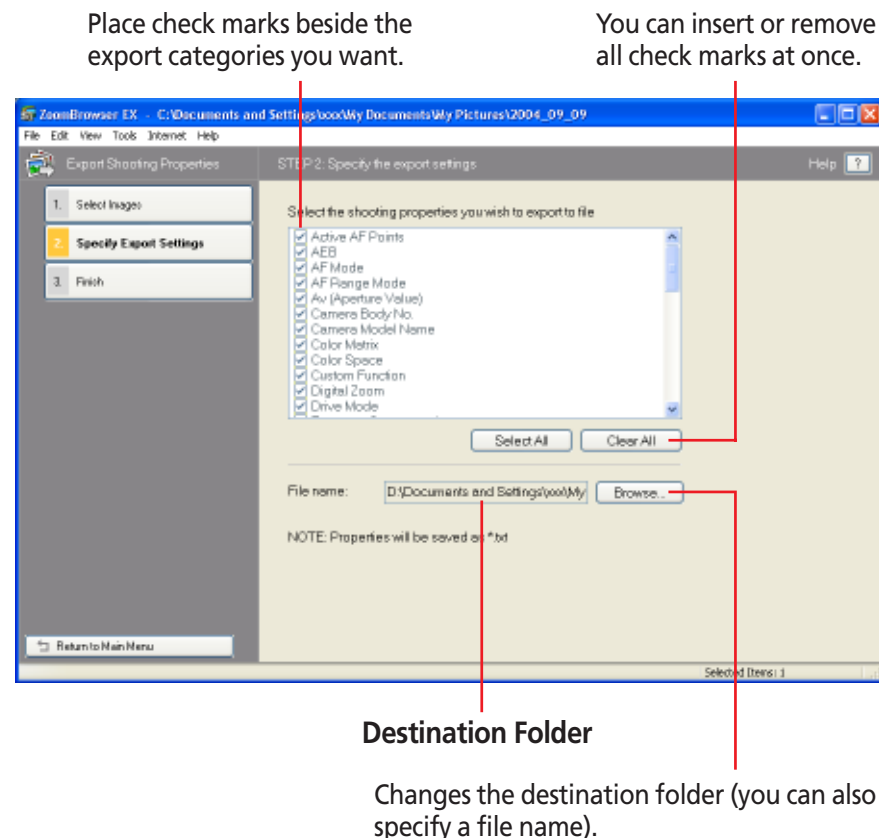 Place check marks beside the
export categories you want.
You can insert or remove
all check marks at once.
ZoomBrowser EX - C:\Documents and Settings\xxx\My Documents\My Pictures\2004_09_09
File Edit View Tools Internet Help
Export Shooting Properties
STEP 2: Specify the export settings
Help ?
1. Select Images
2. Specify Export Settings
3. Finish
Select the shooting properties you wish to export to file
Active AF Points
AEB
AF Mode
AF Range Mode
Av (Aperture Value)
Camera Body No.
Camera Model Name
Color Matrix
Color Space
Custom Function
Digital Zoom
Drive Mode
Select All
Clear All
File name: D:\Documents and Settings\xxx\My
Browse...
NOTE: Properties will be saved as *.txt
Return to Main Menu
Selected Items: 1
Destination Folder
Changes the destination folder (you can also
specify a file name).